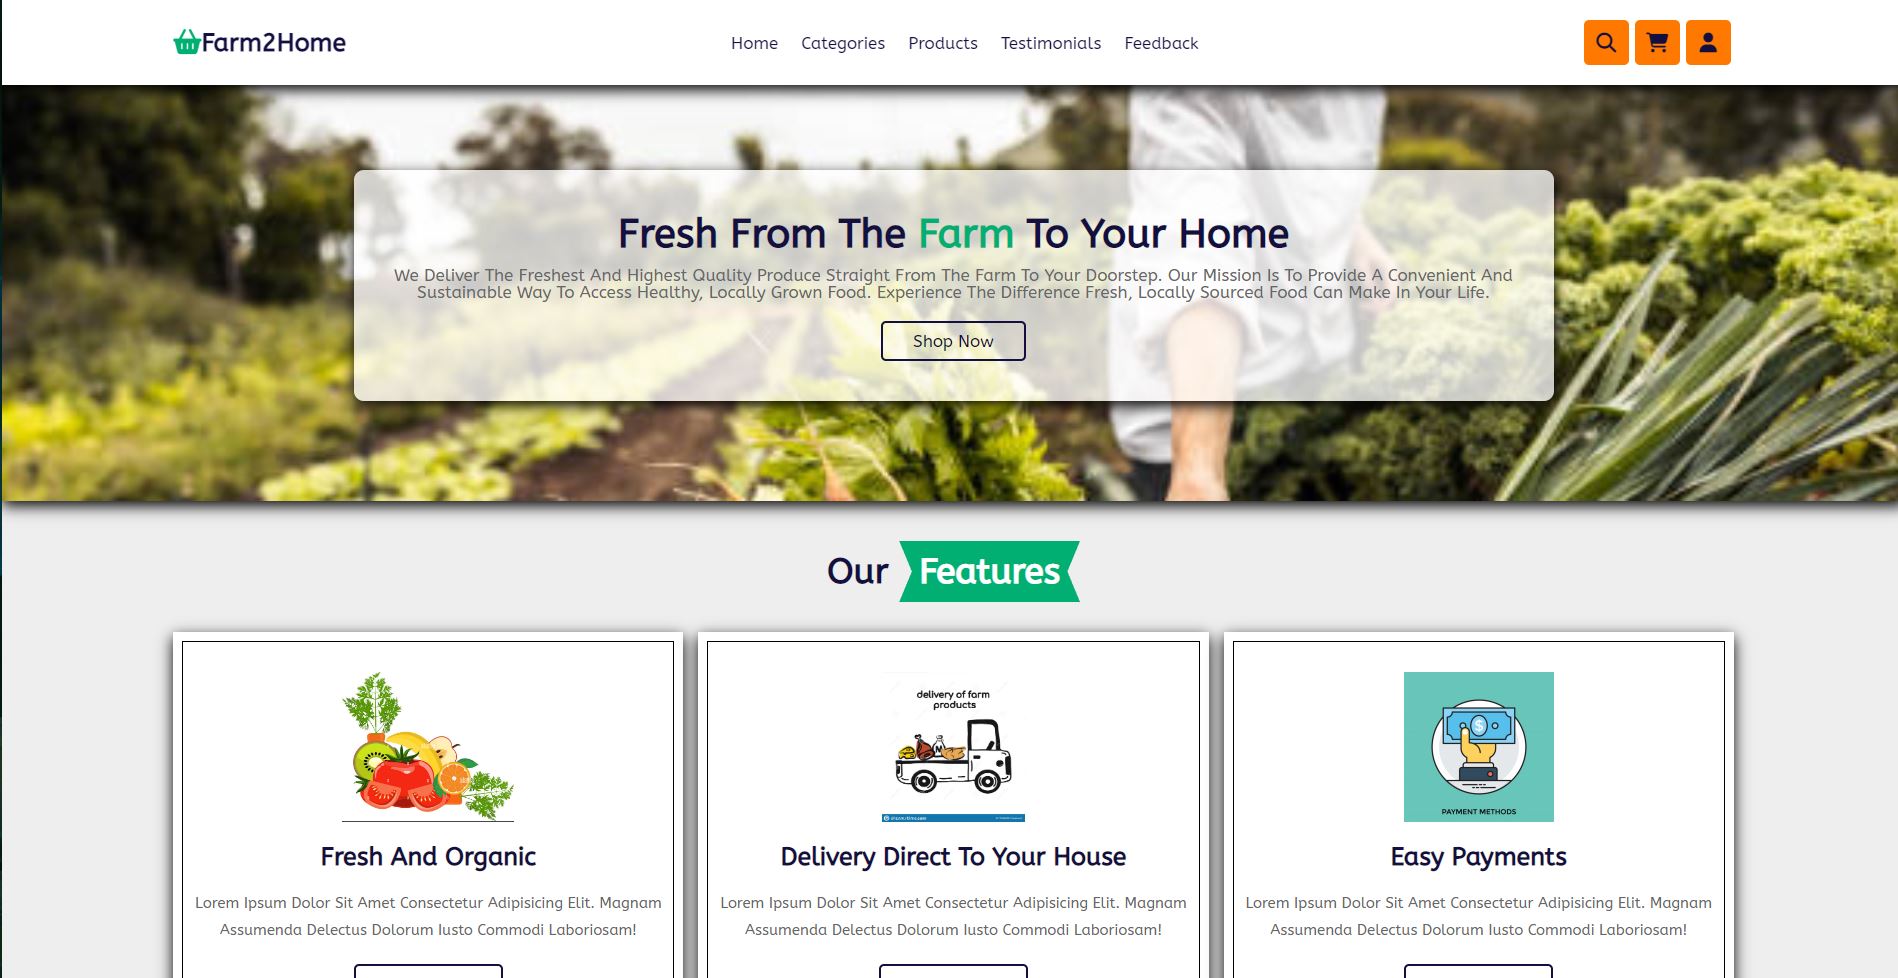 Farm2Home
Home Categories Products Testimonials Feedback
Fresh From The Farm To Your Home
We Deliver The Freshest And Highest Quality Produce Straight From The Farm To Your Doorstep. Our Mission Is To Provide A Convenient And
Sustainable Way To Access Healthy, Locally Grown Food. Experience The Difference Fresh, Locally Sourced Food Can Make In Your Life.
Shop Now
Our Features
delivery of farm
products
N
$
PAYMENT METHODS
Fresh And Organic
Delivery Direct To Your House
Easy Payments
Lorem Ipsum Dolor Sit Amet Consectetur Adipisicing Elit. Magnam
Assumenda Delectus Dolorum Iusto Commodi Laboriosam!
Lorem Ipsum Dolor Sit Amet Consectetur Adipisicing Elit. Magnam
Assumenda Delectus Dolorum Iusto Commodi Laboriosam!
Lorem Ipsum Dolor Sit Amet Consectetur Adipisicing Elit. Magnam
Assumenda Delectus Dolorum Iusto Commodi Laboriosam!